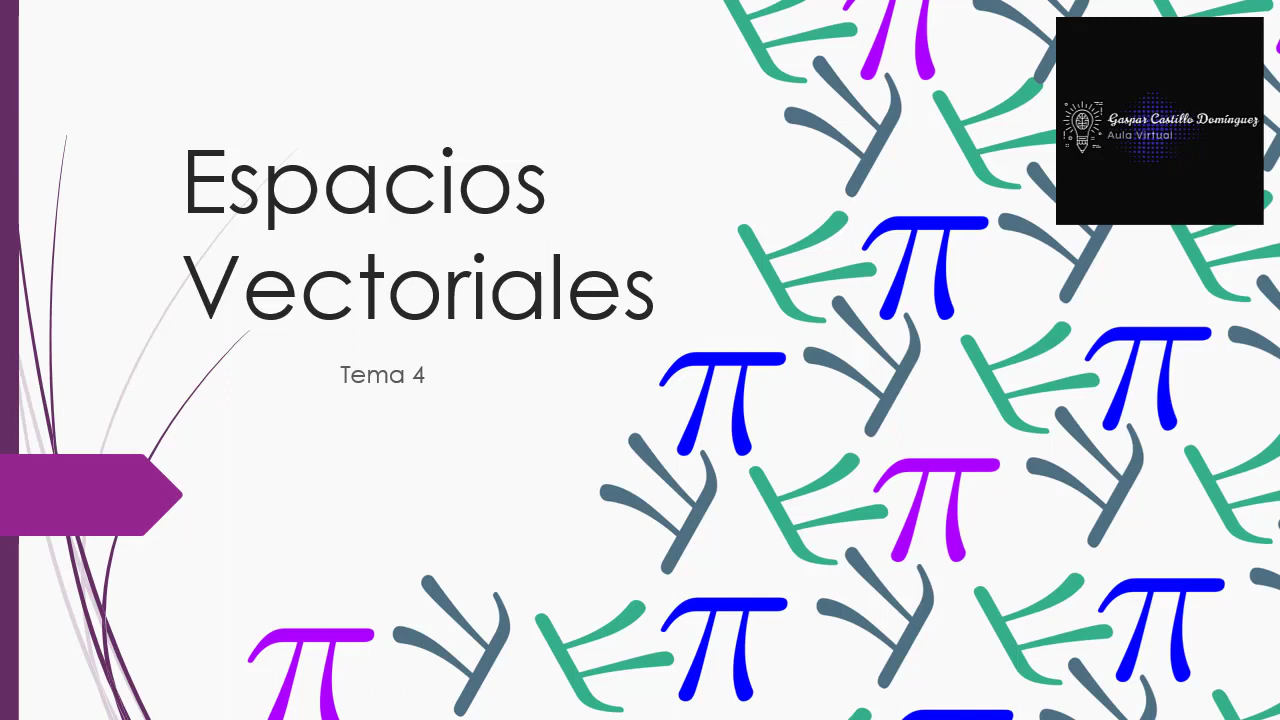 Espacios
Vectoriales
Tema 4
Gaspar Castillo Domínguez
Aula Virtual